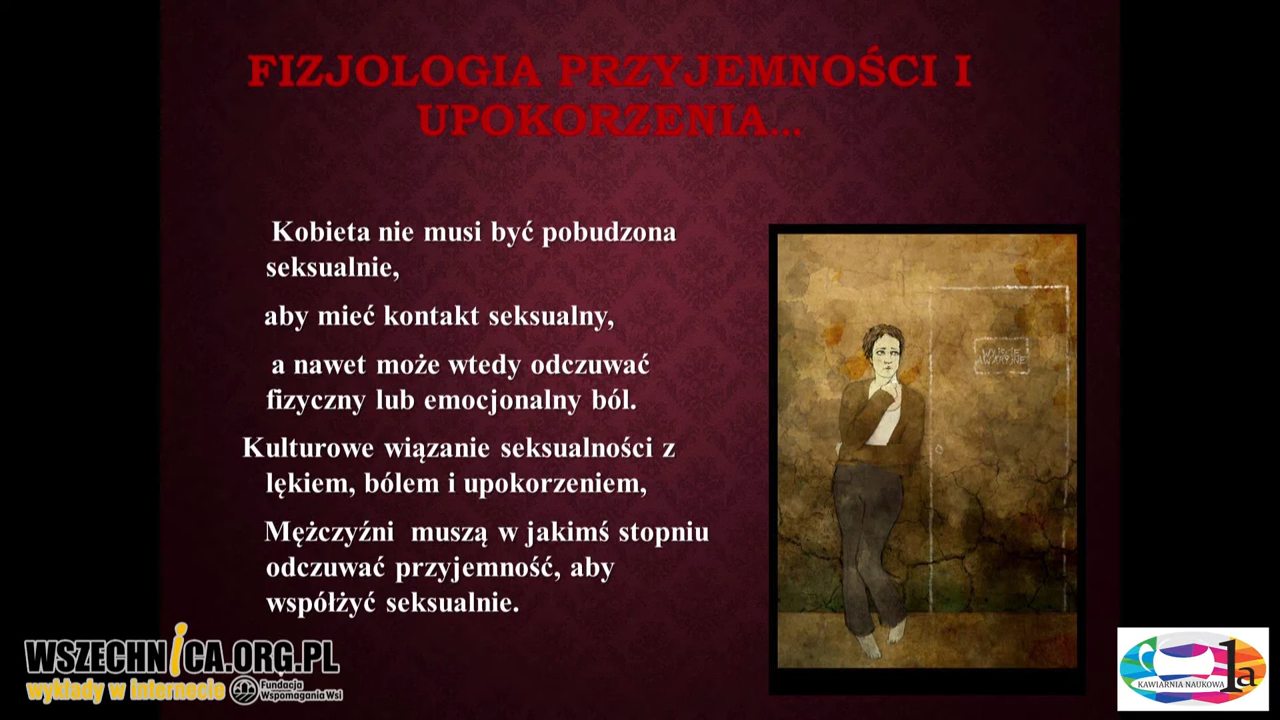 FIZJOLOGIA PRZYJEMNOŚCI I
UPOKORZENIA...
Kobieta nie musi być pobudzona
seksualnie,
aby mieć kontakt seksualny,
a nawet może wtedy odczuwać
fizyczny lub emocjonalny ból.
Kulturowe wiązanie seksualności z
lękiem, bólem i upokorzeniem,
Mężczyźni muszą w jakimś stopniu
odczuwać przyjemność, aby
współżyć seksualnie.
WSZECHNICA.ORG.PL
wykłady w internecie
Fundacja
Wspomagania Wsi
KAWIARNIA NAUKOWA
1a